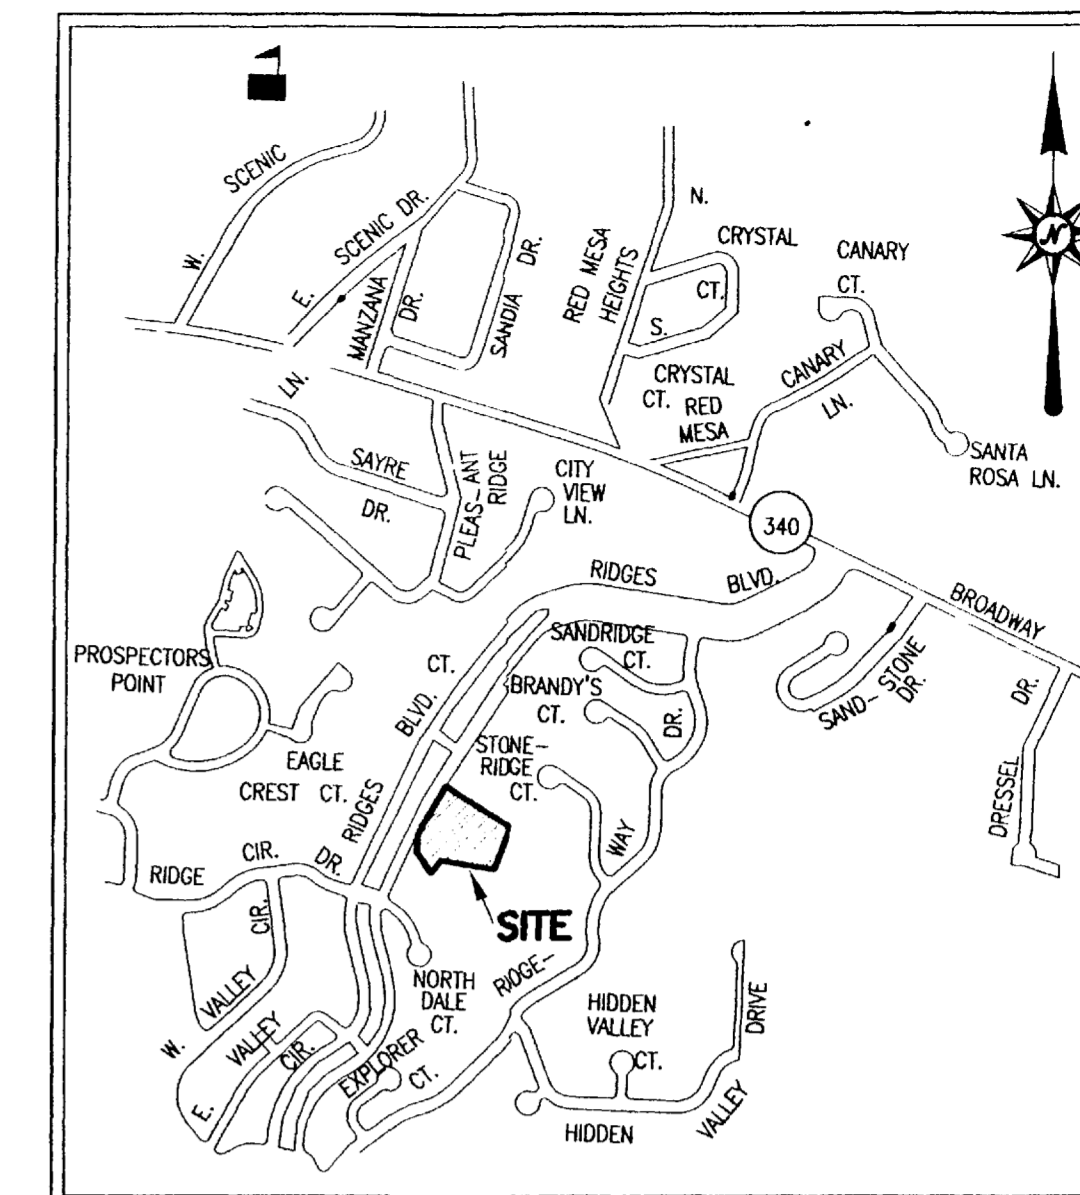 SCENIC
W.
SCENIC DR.
E.
MANZANA
DR.
SANDIA
DR.
N.
CRYSTAL
CT.
RED MESA
HEIGHTS
S.
CRYSTAL
CT.
CANARY
CT.
CANARY
LN.
RED
MESA
SANTA
ROSA LN.
N
LN.
SAYRE
DR.
PLEAS-ANT
RIDGE
CITY
VIEW
LN.
340
RIDGES
BLVD.
BROADWAY
SANDRIDGE
CT.
BRANDY'S
CT.
STONE-
RIDGE
CT.
DR.
SAND-STONE
DR.
DR.
DRESSEL
PROSPECTORS
POINT
CT.
BLVD.
RIDGES
EAGLE
CREST CT.
RIDGE
CIR.
DR.
WAY
SITE
RIDGE-
CIR.
VALLEY
W.
VALLEY
CIR.
E.
NORTH
DALE
CT.
EXPLORER
CT.
HIDDEN
VALLEY
CT.
DRIVE
VALLEY
HIDDEN